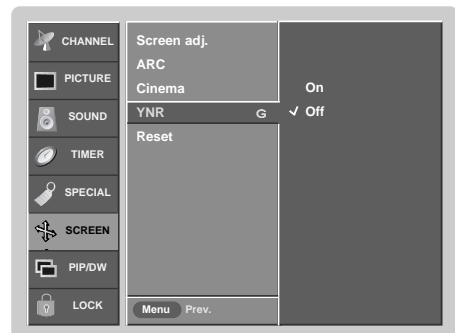 CHANNEL
PICTURE
SOUND
TIMER
SPECIAL
SCREEN
PIP/DW
LOCK
Screen adj.
ARC
Cinema
YNR G
Reset
Menu Prev.
On
✓ Off